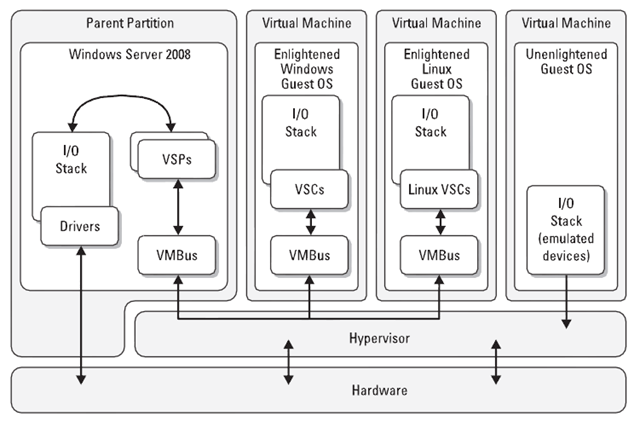 Parent Partition
Windows Server 2008
I/O
Stack
VSPs
Drivers
VMBus
Virtual Machine
Enlightened
Windows
Guest OS
I/O
Stack
VSCs
VMBus
Virtual Machine
Enlightened
Linux
Guest OS
I/O
Stack
Linux VSCs
VMBus
Virtual Machine
Unenlightened
Guest OS
I/O
Stack
(emulated
devices)
Hypervisor
Hardware